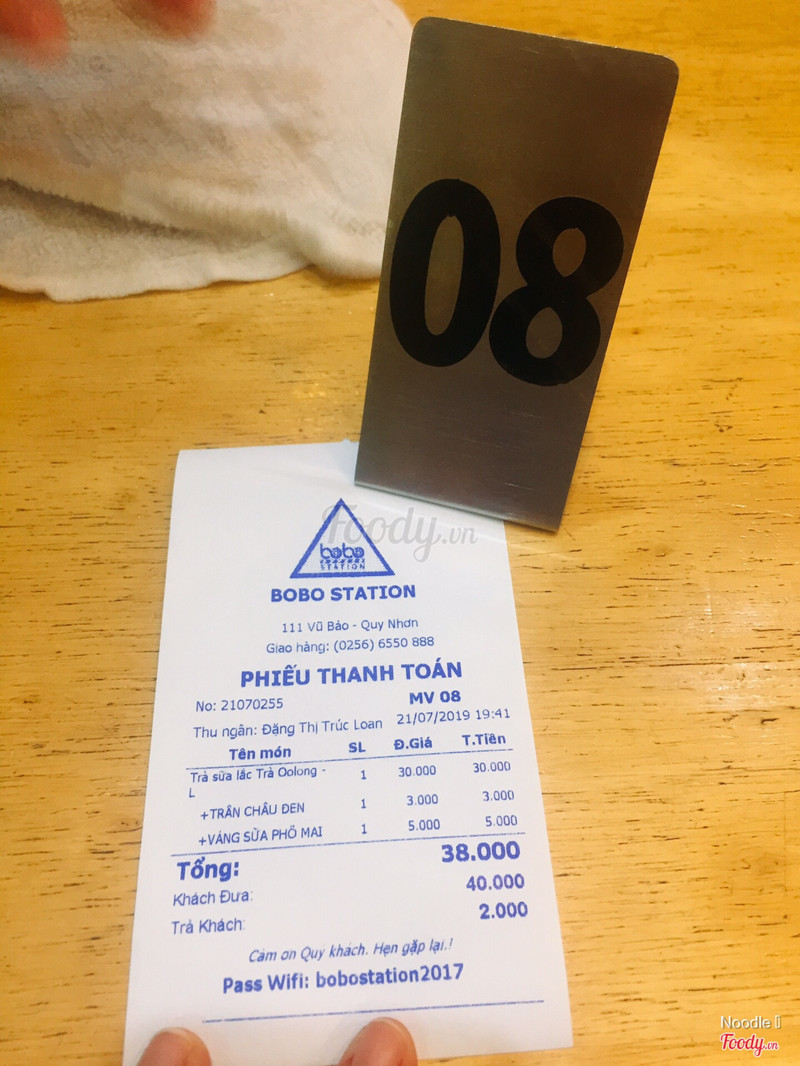 08
Foody.vn
bobo
STATION
BOBO STATION
111 Vũ Bảo - Quy Nhơn
Giao hàng: (0256) 6550 888
PHIẾU THANH TOÁN
No: 21070255 MV 08
Thu ngân: Đặng Thị Trúc Loan 21/07/2019 19:41
Tên món SL Đ.Giá T.Tiền
Trà sữa lắc Trà Oolong - 1 30.000 30.000
L
+TRÂN CHÂU ĐEN 1 3.000 3.000
+VÁNG SỮA PHÔ MAI 1 5.000 5.000
Tổng: 38.000
Khách Đưa: 40.000
Trả Khách: 2.000
Cảm ơn Quý khách. Hẹn gặp lại.!
Pass Wifi: bobostation2017
Noodle
Foody.vn